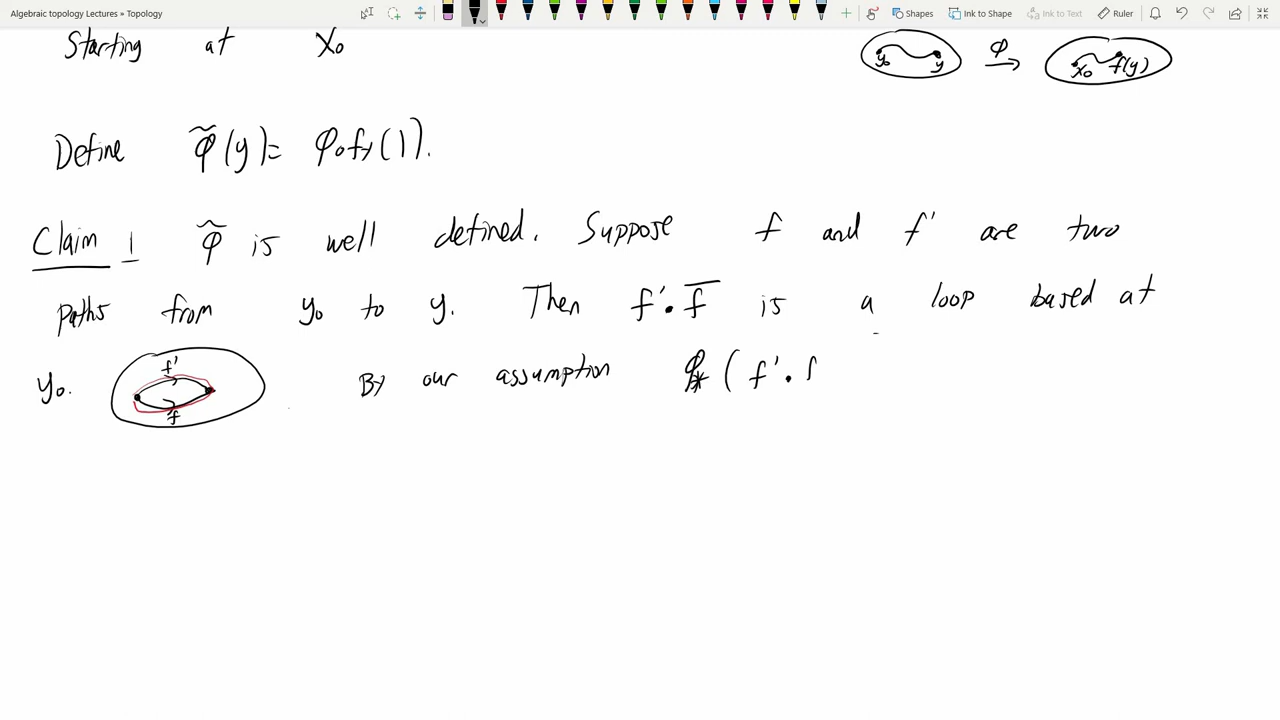 Algebraic topology Lectures » Topology
Shapes
Ink to Shape
Ink to Text
Ruler
Starting at x₀
y₀ y φ x₀ f(y)
Define φ̃(y) = φ∘fγ(1).
Claim 1 φ̃ is well defined. Suppose f and f' are two
paths from y₀ to y. Then f'·f̅ is a loop based at
y₀. f' f By our assumption φ* (f'·f